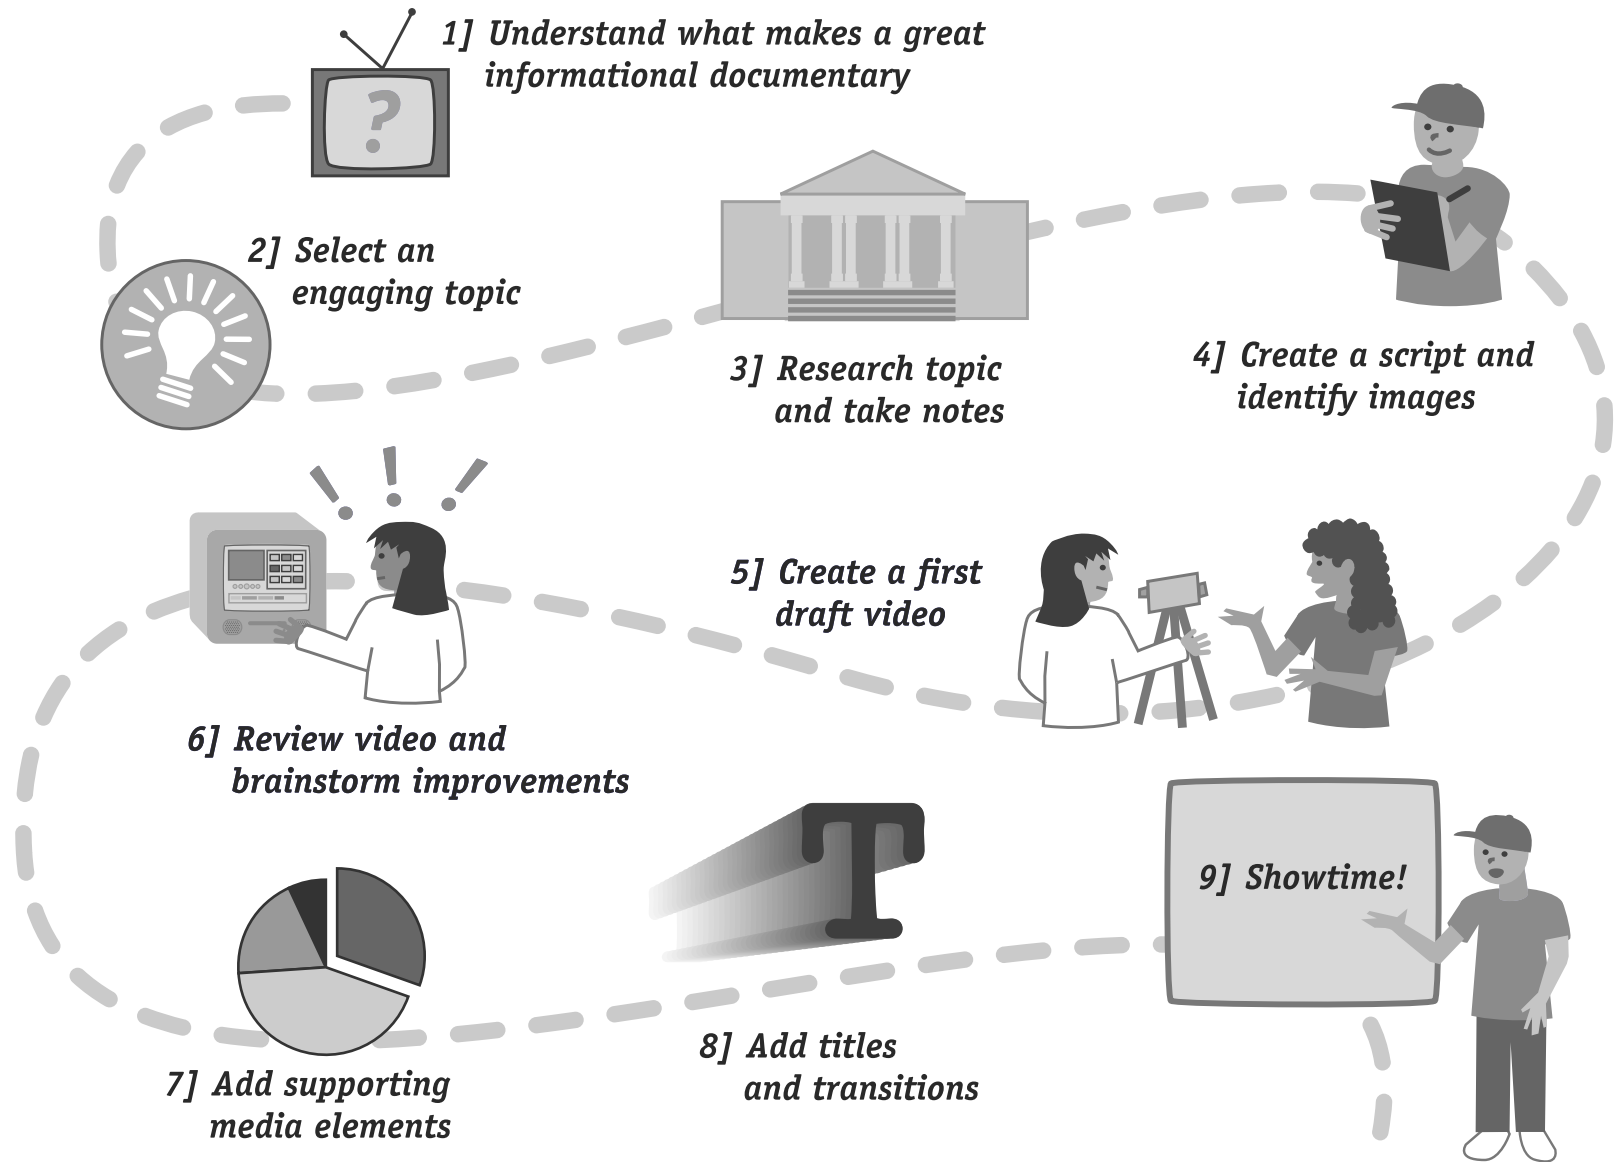 1] Understand what makes a great
informational documentary
?
2] Select an
engaging topic
3] Research topic
and take notes
4] Create a script and
identify images
! ! !
5] Create a first
draft video
6] Review video and
brainstorm improvements
T
9] Showtime!
8] Add titles
and transitions
7] Add supporting
media elements